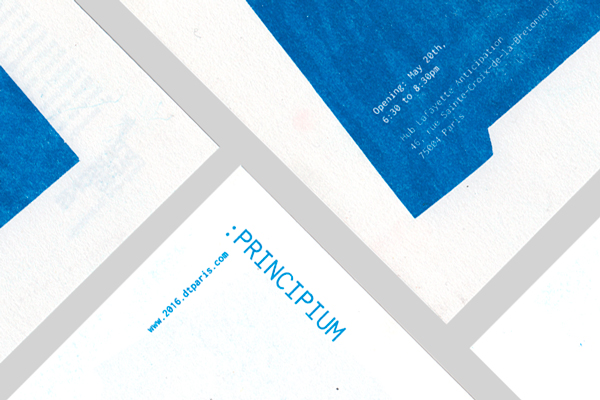 Opening: May 20th,
6:30 to 8:30pm
Hub Lafayette Anticipation
45, rue Sainte-Croix-de-la-Bretonnerie
75004 Paris
:PRINCIPIUM
www.2016.dtparis.com